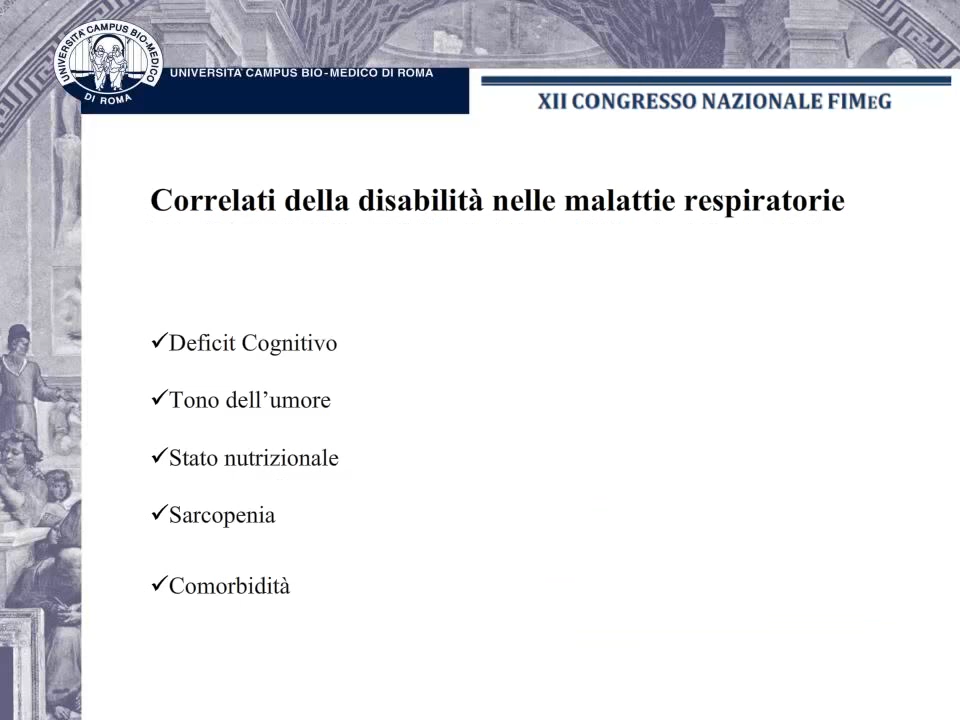 UNIVERSITÀ CAMPUS BIO-MEDICO
DI ROMA
UNIVERSITÀ CAMPUS BIO-MEDICO DI ROMA
XII CONGRESSO NAZIONALE FIMEG
Correlati della disabilità nelle malattie respiratorie
✓Deficit Cognitivo
✓Tono dell’umore
✓Stato nutrizionale
✓Sarcopenia
✓Comorbidità